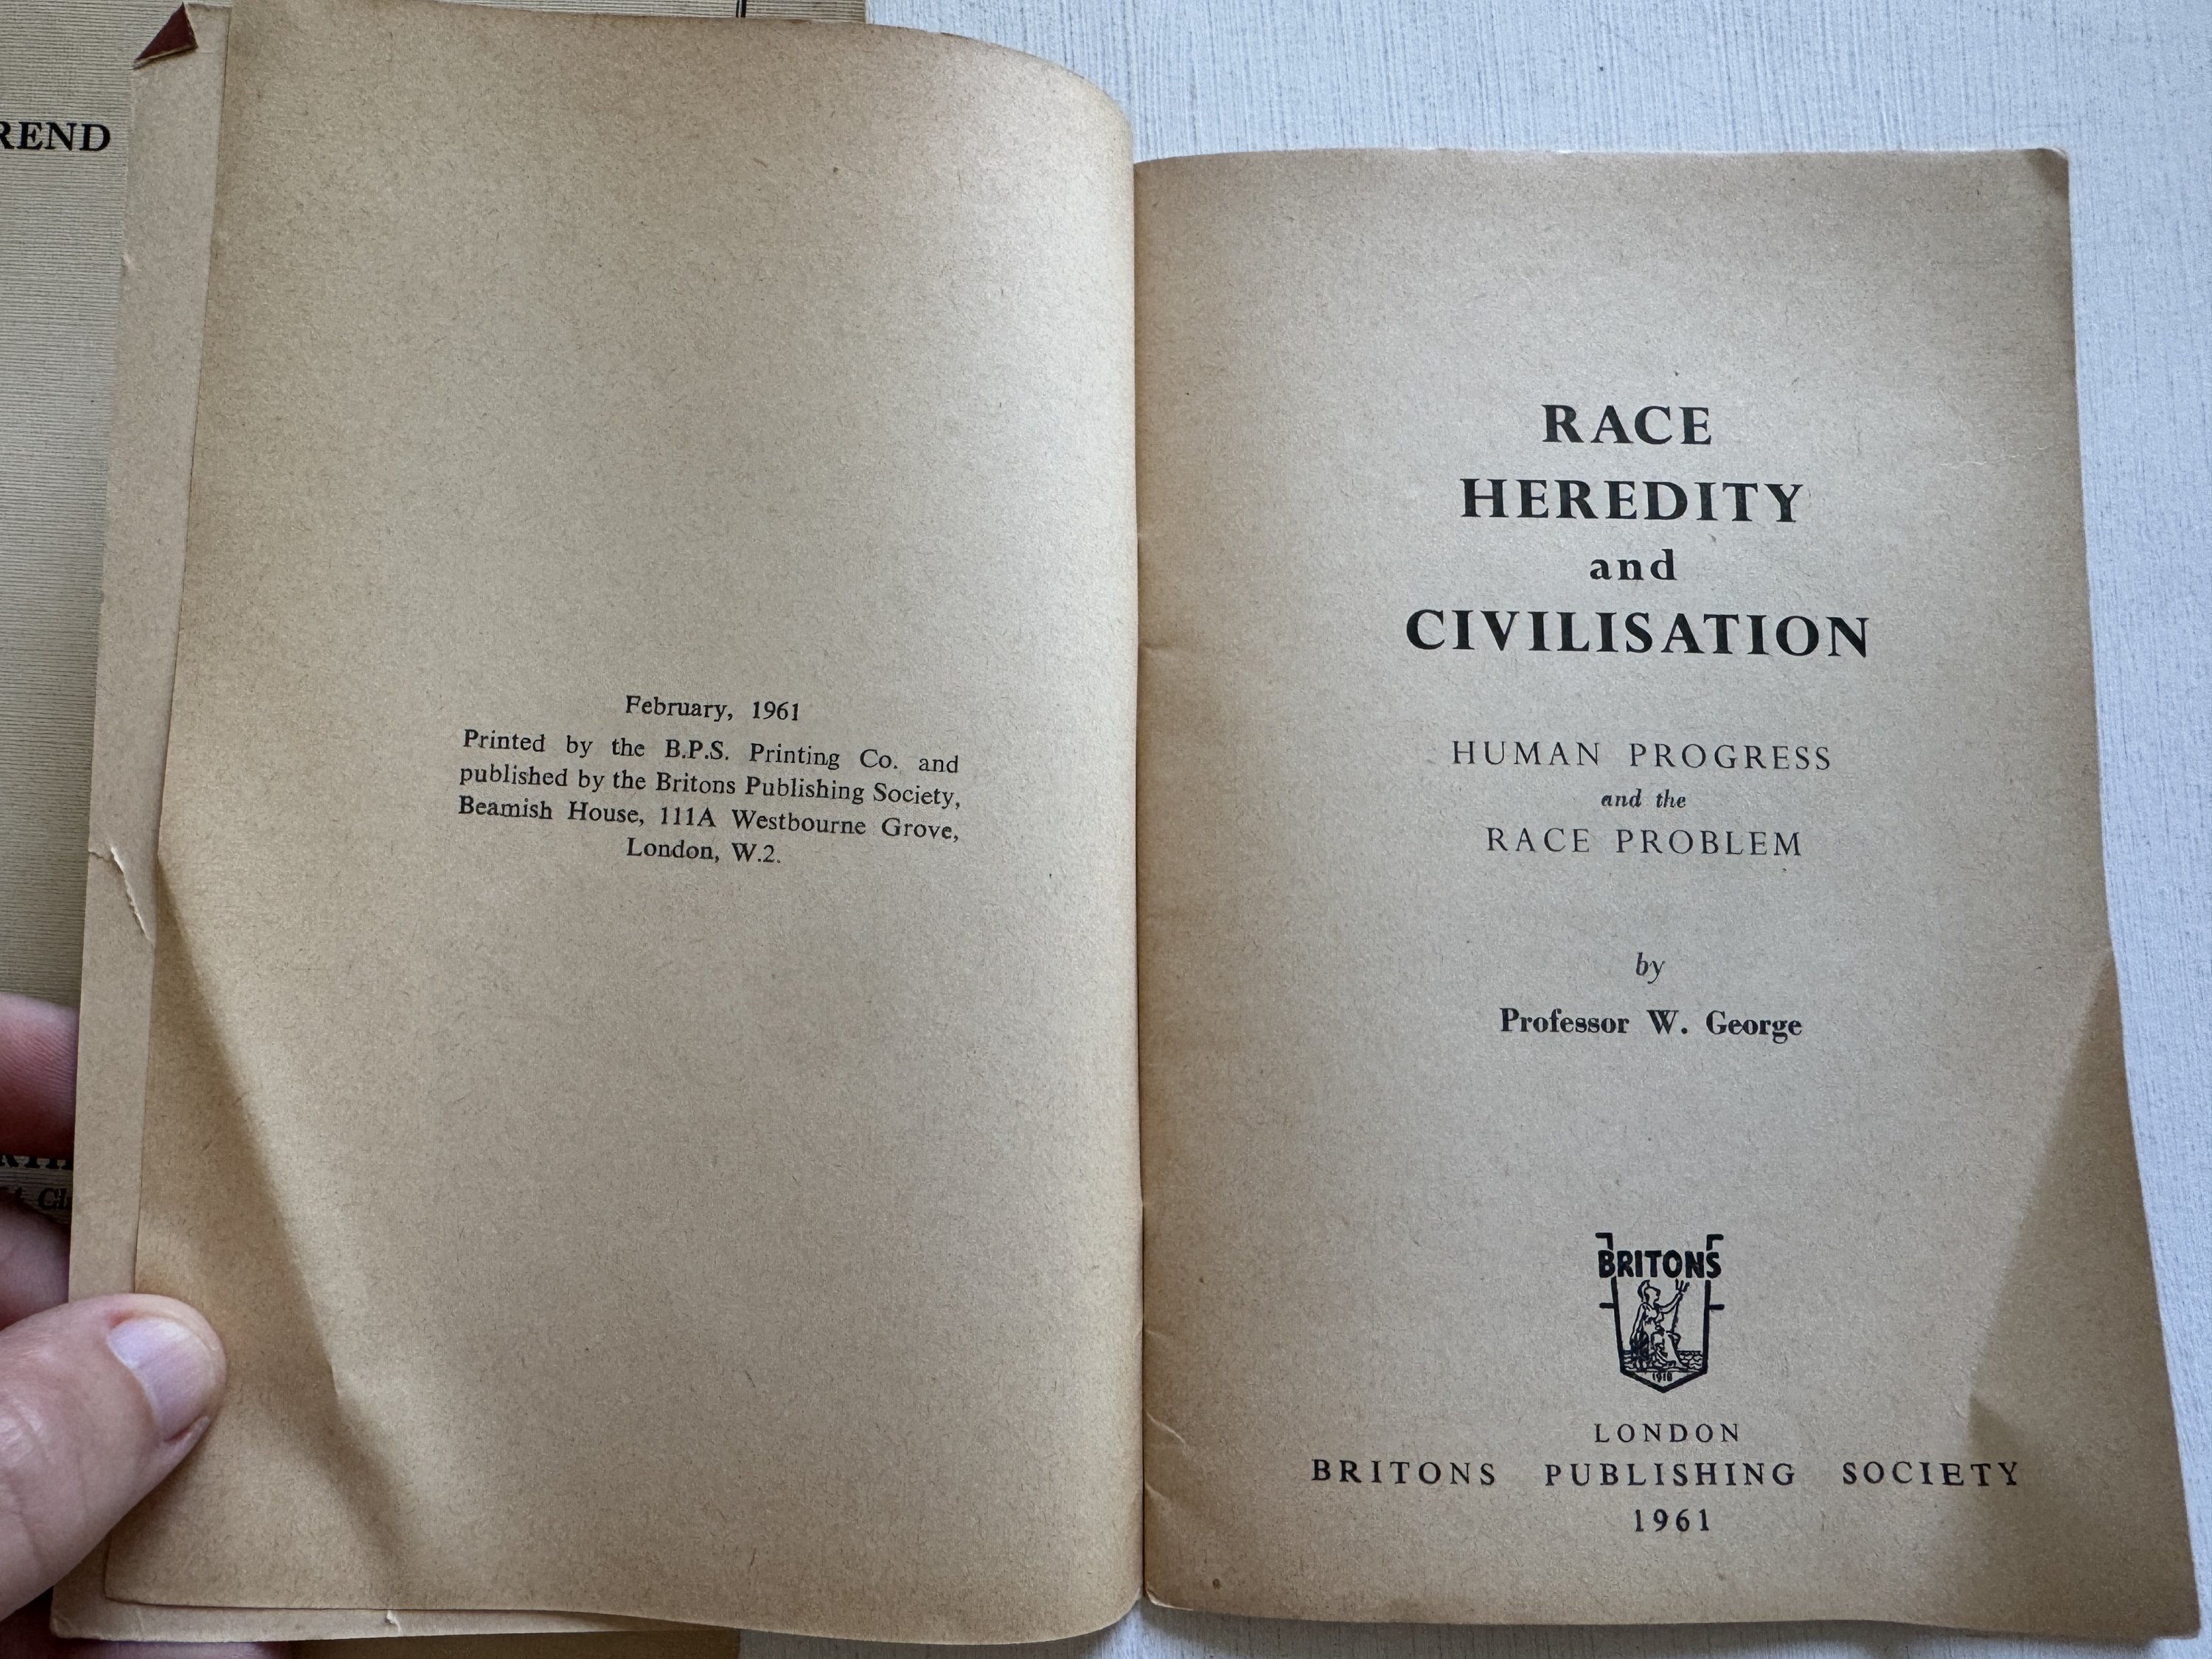 REND
February, 1961
Printed by the B.P.S. Printing Co. and
published by the Britons Publishing Society,
Beamish House, 111A Westbourne Grove,
London, W.2.
RACE
HEREDITY
and
CIVILISATION
HUMAN PROGRESS
and the
RACE PROBLEM
by
Professor W. George
BRITONS
1918
LONDON
BRITONS PUBLISHING SOCIETY
1961